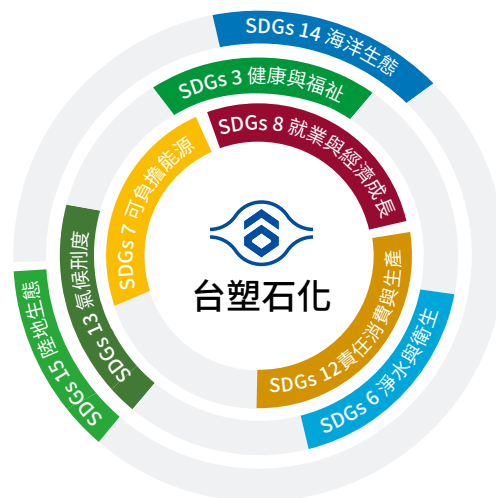 SDGs 14 海洋生態
SDGs 3 健康與福祉
SDGs 8 就業與經濟成長
SDGs 7 可負擔能源
台塑石化
SDGs 13 氣候刑度
SDGs 12責任消費與生產
SDGs 15 陸地生態
SDGs 6 淨水與衛生